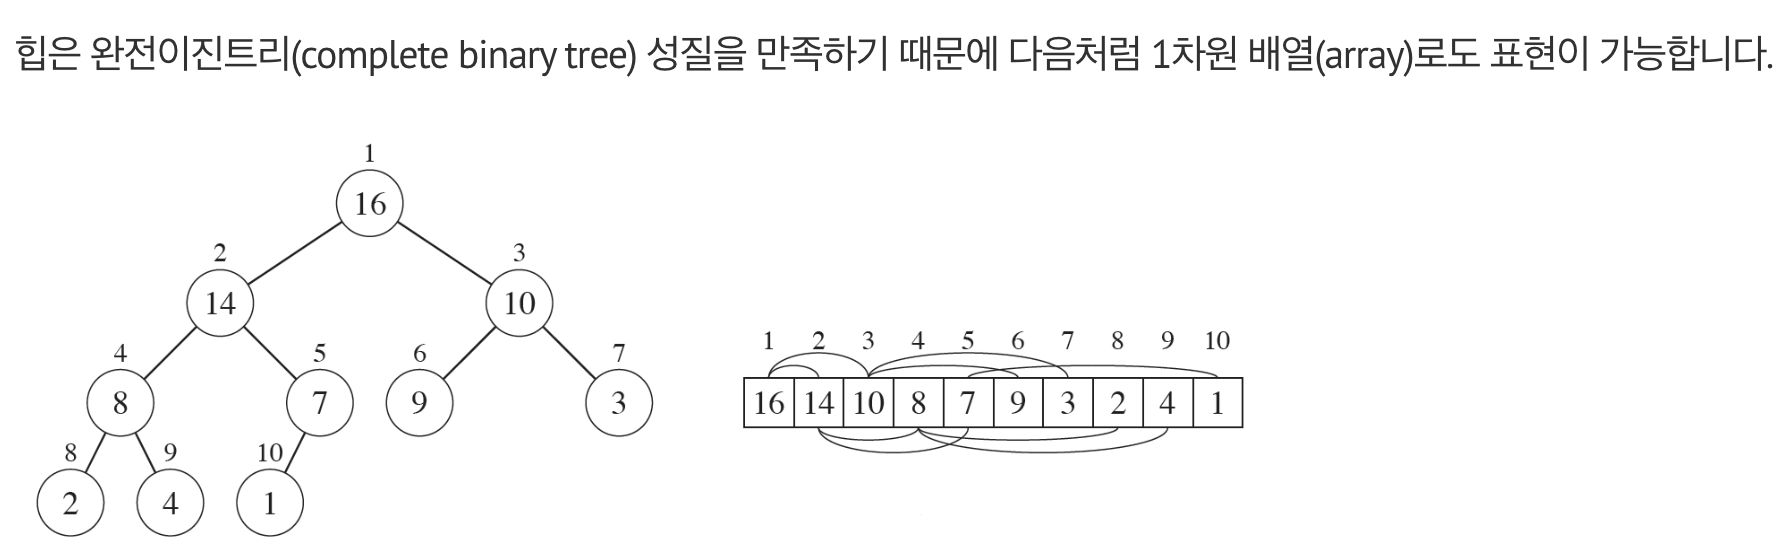 힙은 완전이진트리(complete binary tree) 성질을 만족하기 때문에 다음처럼 1차원 배열(array)로도 표현이 가능합니다.
1
16
2 3
14 10
4 5 6 7
8 7 9 3
8 9 10
2 4 1
1 2 3 4 5 6 7 8 9 10
16 14 10 8 7 9 3 2 4 1